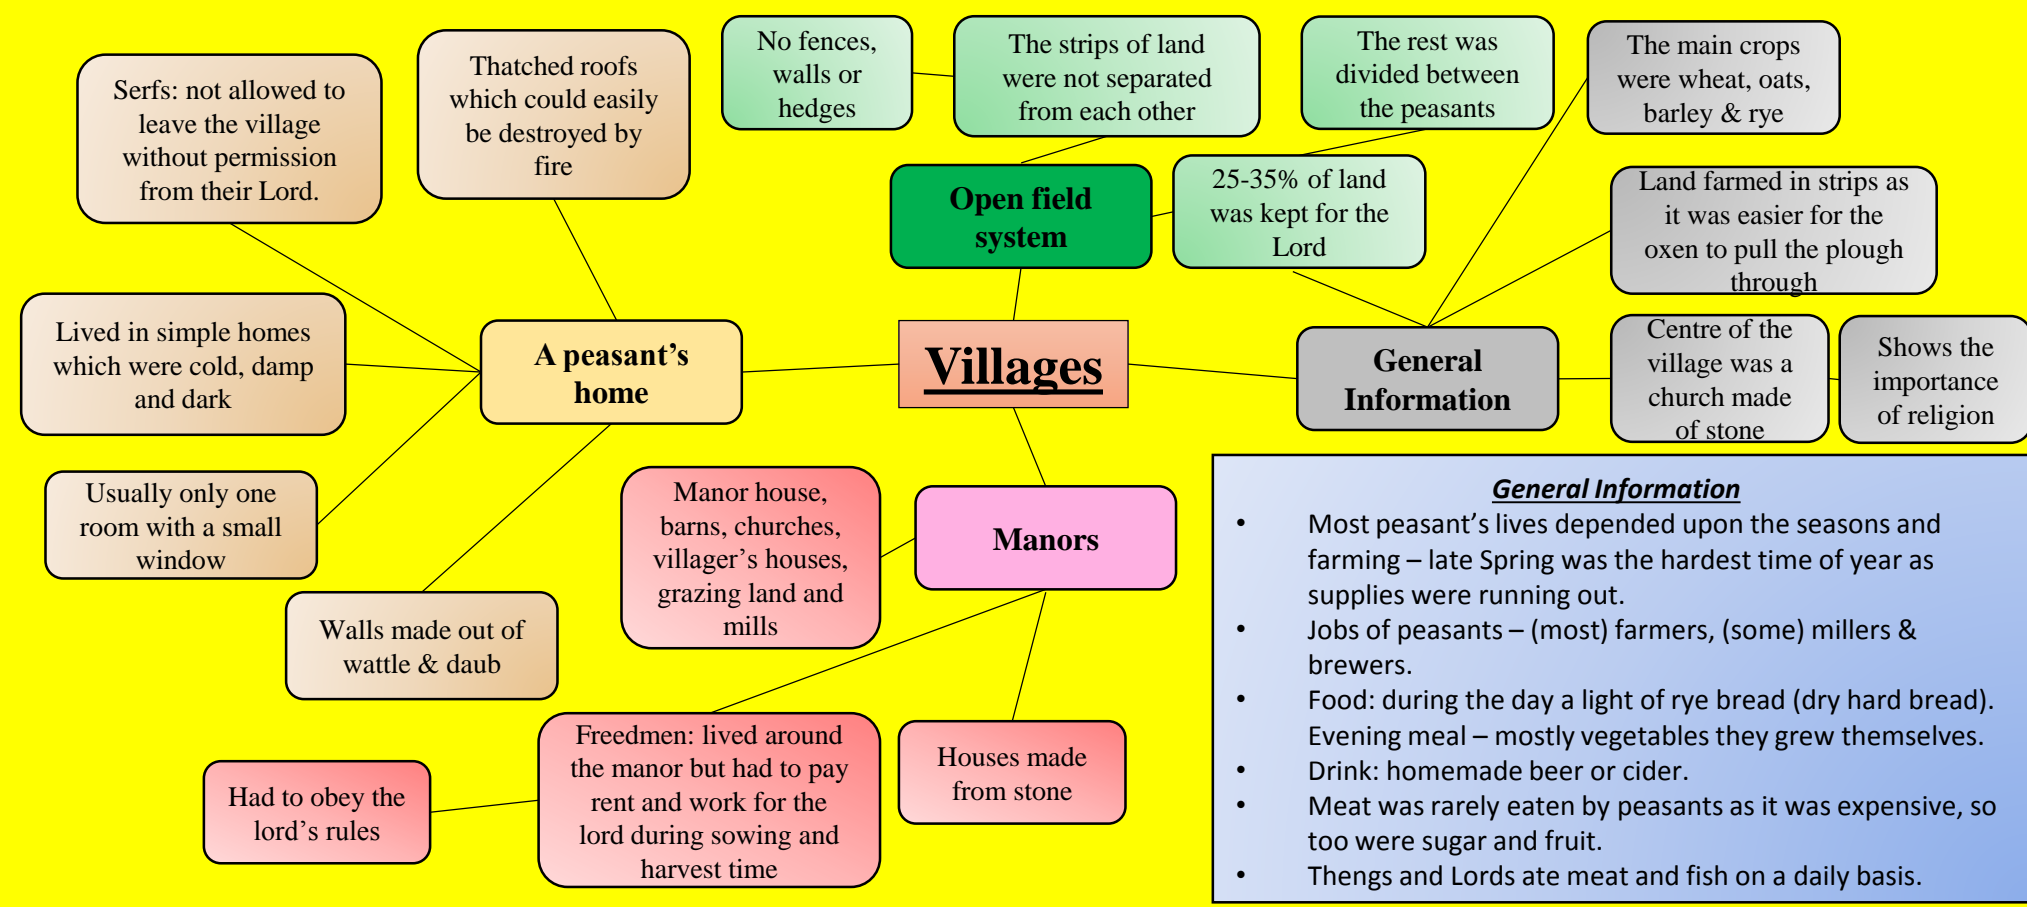 Serfs: not allowed to
leave the village
without permission
from their Lord.
Thatched roofs
which could easily
be destroyed by
fire
No fences,
walls or
hedges
The strips of land
were not separated
from each other
The rest was
divided between
the peasants
The main crops
were wheat, oats,
barley & rye
Open field
system
25-35% of land
was kept for the
Lord
Land farmed in strips as
it was easier for the
oxen to pull the plough
through
Lived in simple homes
which were cold, damp
and dark
A peasant’s
home
Villages
General
Information
Centre of the
village was a
church made
of stone
Shows the
importance
of religion
Usually only one
room with a small
window
Manor house,
barns, churches,
villager’s houses,
grazing land and
mills
Manors
Walls made out of
wattle & daub
Had to obey the
lord’s rules
Freedmen: lived around
the manor but had to pay
rent and work for the
lord during sowing and
harvest time
Houses made
from stone
General Information
• Most peasant’s lives depended upon the seasons and
farming – late Spring was the hardest time of year as
supplies were running out.
• Jobs of peasants – (most) farmers, (some) millers &
brewers.
• Food: during the day a light of rye bread (dry hard bread).
Evening meal – mostly vegetables they grew themselves.
• Drink: homemade beer or cider.
• Meat was rarely eaten by peasants as it was expensive, so
too were sugar and fruit.
• Thengs and Lords ate meat and fish on a daily basis.